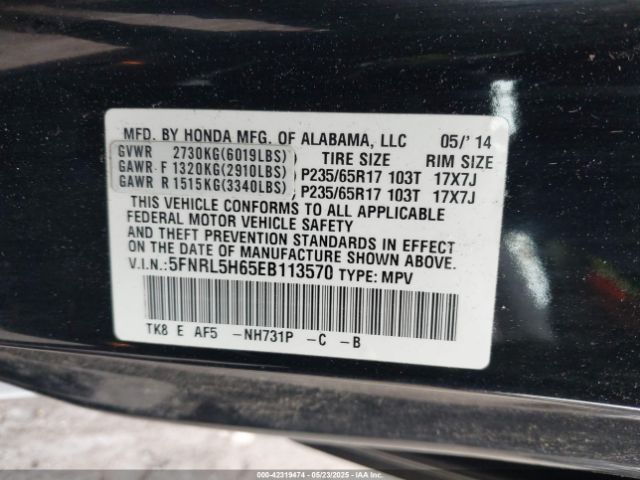 MFD. BY HONDA MFG. OF ALABAMA, LLC 05/'14
GVWR 2730KG(6019LBS) TIRE SIZE RIM SIZE
GAWR F 1320KG(2910LBS) P235/65R17 103T 17X7J
GAWR R 1515KG(3340LBS) P235/65R17 103T 17X7J
THIS VEHICLE CONFORMS TO ALL APPLICABLE
FEDERAL MOTOR VEHICLE SAFETY
AND THEFT PREVENTION STANDARDS IN EFFECT
ON THE DATE OF MANUFACTURE SHOWN ABOVE.
V.I.N.:5FNRL5H65EB113570 TYPE: MPV
TK8 E AF5 -NH731P -C -B
000-42319474 | 05/23/2025 | IAAI.com